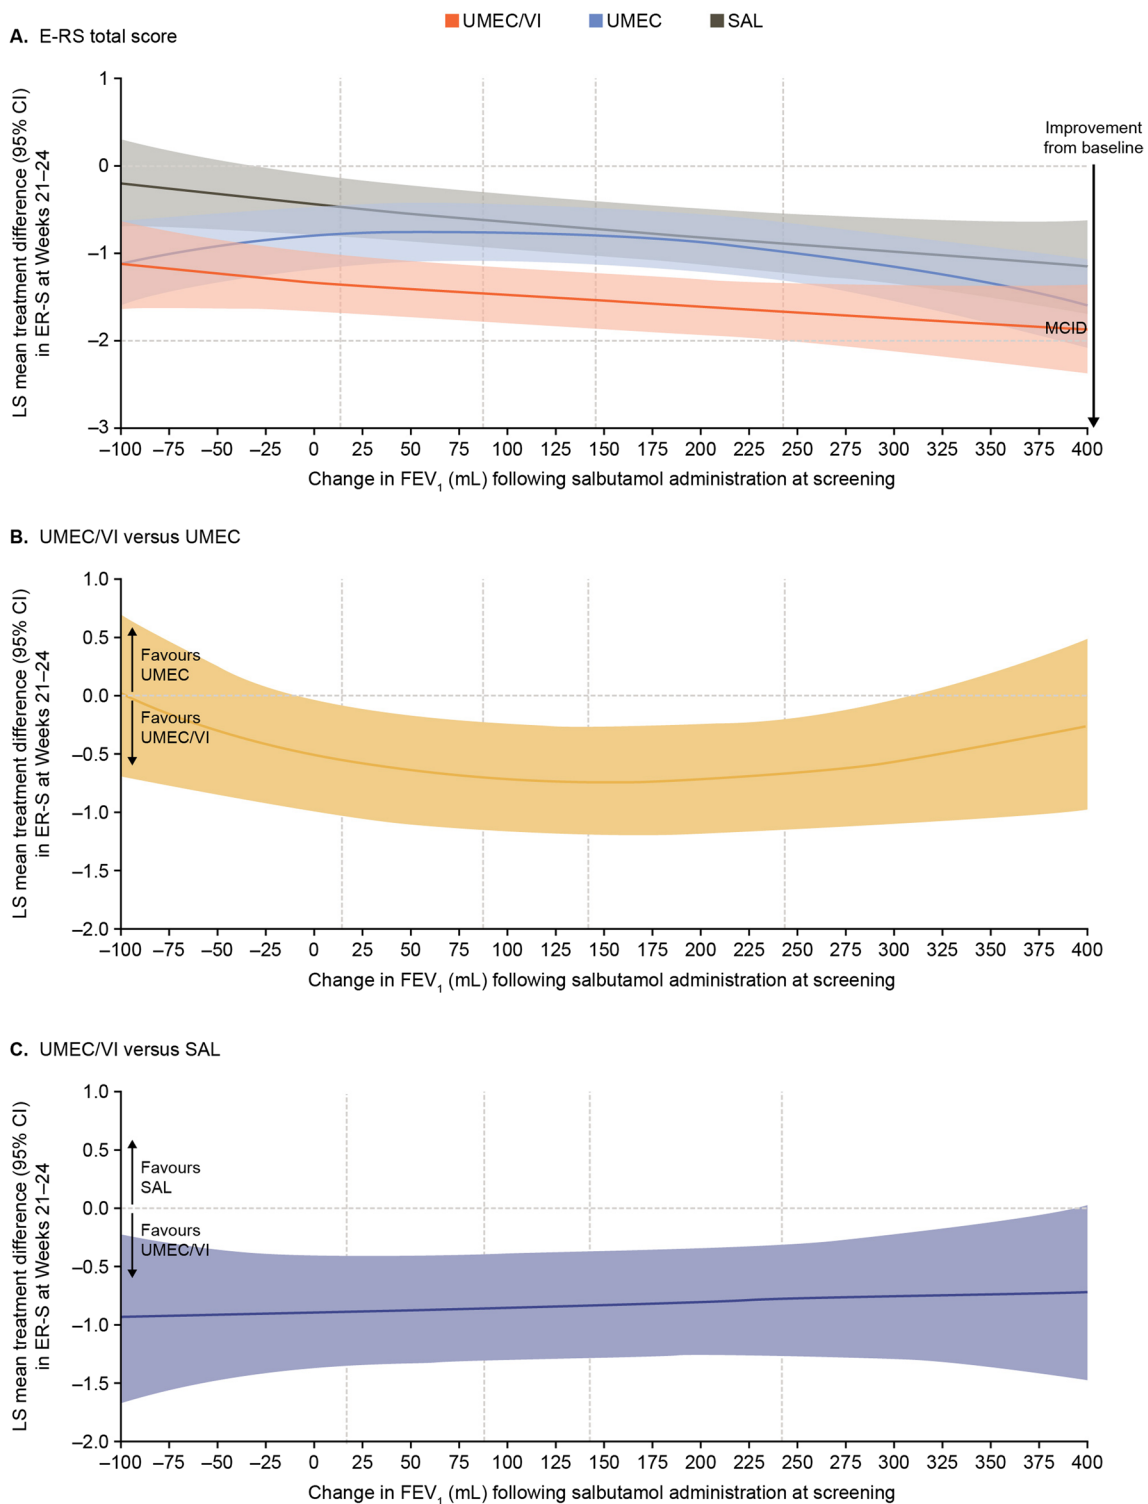 UMEC/VI UMEC SAL
A. E-RS total score
LS mean treatment difference (95% CI)
in ER-S at Weeks 21–24
1
0
–1
–2
–3
Improvement
from baseline
MCID
–100 –75 –50 –25 0 25 50 75 100 125 150 175 200 225 250 275 300 325 350 375 400
Change in FEV1 (mL) following salbutamol administration at screening
B. UMEC/VI versus UMEC
LS mean treatment difference (95% CI)
in ER-S at Weeks 21–24
1.0
0.5
0.0
–0.5
–1.0
–1.5
–2.0
Favours
UMEC
Favours
UMEC/VI
–100 –75 –50 –25 0 25 50 75 100 125 150 175 200 225 250 275 300 325 350 375 400
Change in FEV1 (mL) following salbutamol administration at screening
C. UMEC/VI versus SAL
LS mean treatment difference (95% CI)
in ER-S at Weeks 21–24
1.0
0.5
0.0
–0.5
–1.0
–1.5
–2.0
Favours
SAL
Favours
UMEC/VI
–100 –75 –50 –25 0 25 50 75 100 125 150 175 200 225 250 275 300 325 350 375 400
Change in FEV1 (mL) following salbutamol administration at screening